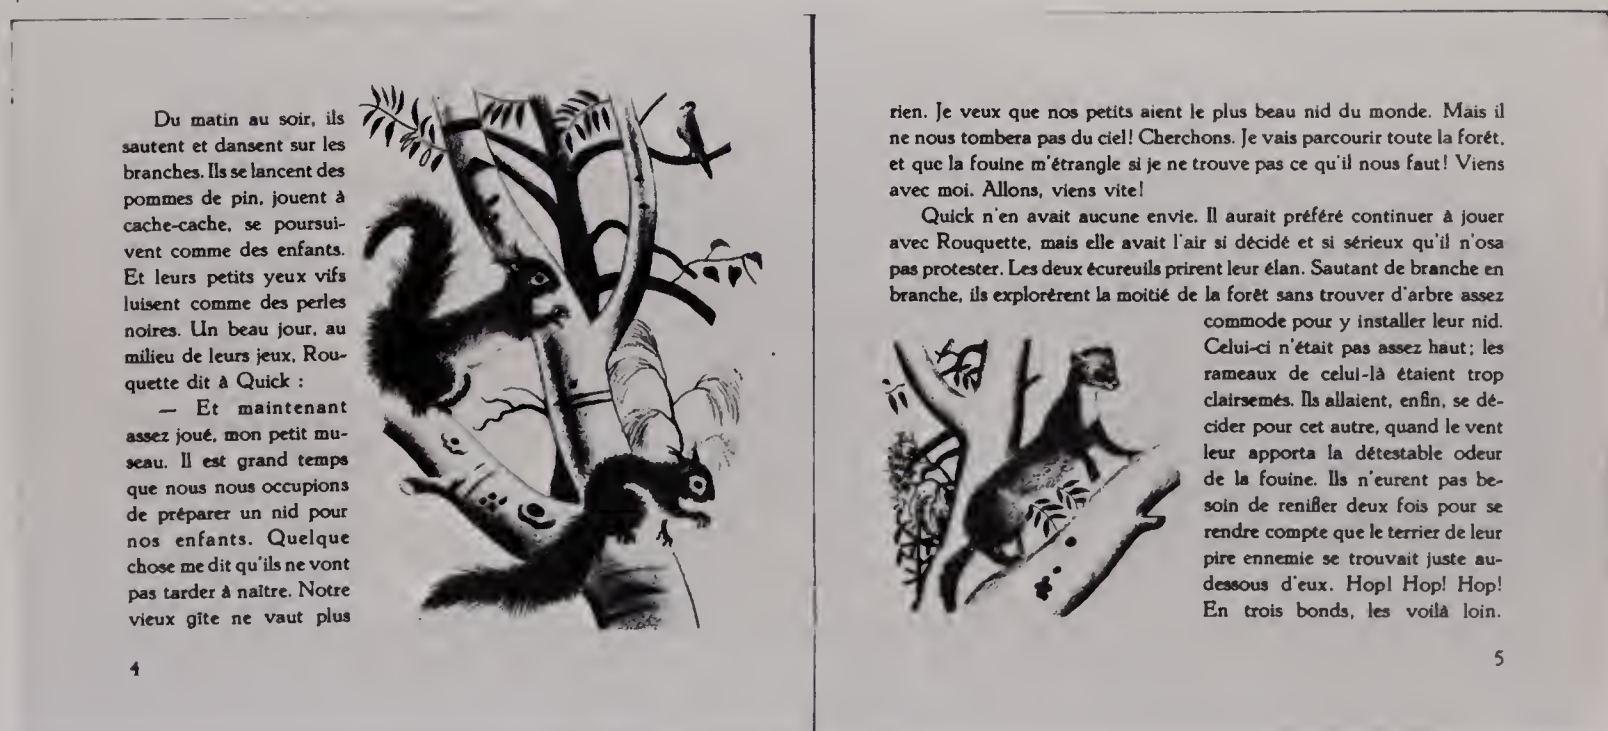 Du matin au soir, ils
sautent et dansent sur les
branches. Ils se lancent des
pommes de pin, jouent à
cache-cache, se poursui-
vent comme des enfants.
Et leurs petits yeux vifs
luisent comme des perles
noires. Un beau jour, au
milieu de leurs jeux, Rou-
quette dit à Quick :
— Et maintenant
assez joué, mon petit mu-
seau. Il est grand temps
que nous nous occupions
de préparer un nid pour
nos enfants. Quelque
chose me dit qu'ils ne vont
pas tarder à naître. Notre
vieux gîte ne vaut plus
4
rien. Je veux que nos petits aient le plus beau nid du monde. Mais il
ne nous tombera pas du ciel! Cherchons. Je vais parcourir toute la forêt,
et que la fouine m'étrangle si je ne trouve pas ce qu'il nous faut! Viens
avec moi. Allons, viens vite!
Quick n'en avait aucune envie. Il aurait préféré continuer à jouer
avec Rouquette, mais elle avait l'air si décidé et si sérieux qu'il n'osa
pas protester. Les deux écureuils prirent leur élan. Sautant de branche en
branche, ils explorèrent la moitié de la forêt sans trouver d'arbre assez
commode pour y installer leur nid.
Celui-ci n'était pas assez haut; les
rameaux de celui-là étaient trop
clairsemés. Ils allaient, enfin, se dé-
cider pour cet autre, quand le vent
leur apporta la détestable odeur
de la fouine. Ils n'eurent pas be-
soin de renifler deux fois pour se
rendre compte que le terrier de leur
pire ennemie se trouvait juste au-
dessous d'eux. Hop! Hop! Hop!
En trois bonds, les voilà loin.
5